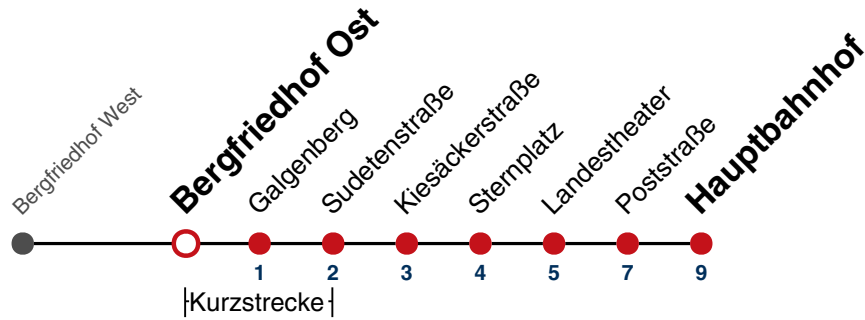 Bergfriedhof West
Bergfriedhof Ost
Galgenberg
Sudetenstraße
Kiesäckerstraße
Sternplatz
Landestheater
Poststraße
Hauptbahnhof
1 2 3 4 5 7 9
Kurzstrecke